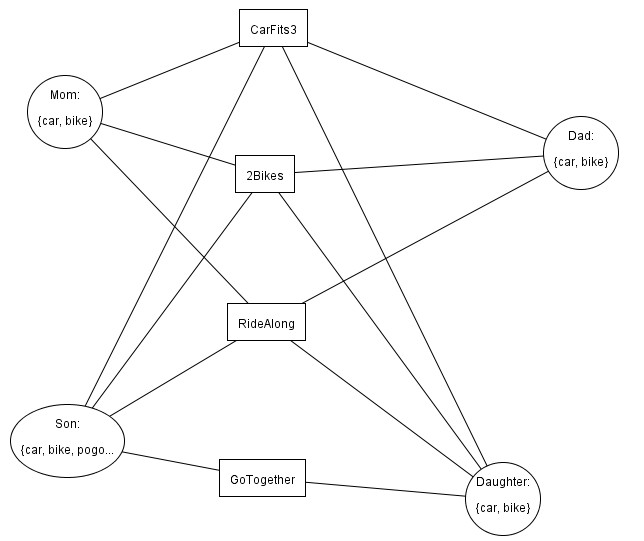 CarFits3
Mom:
{car, bike}
Dad:
{car, bike}
2Bikes
RideAlong
Son:
{car, bike, pogo...
GoTogether
Daughter:
{car, bike}